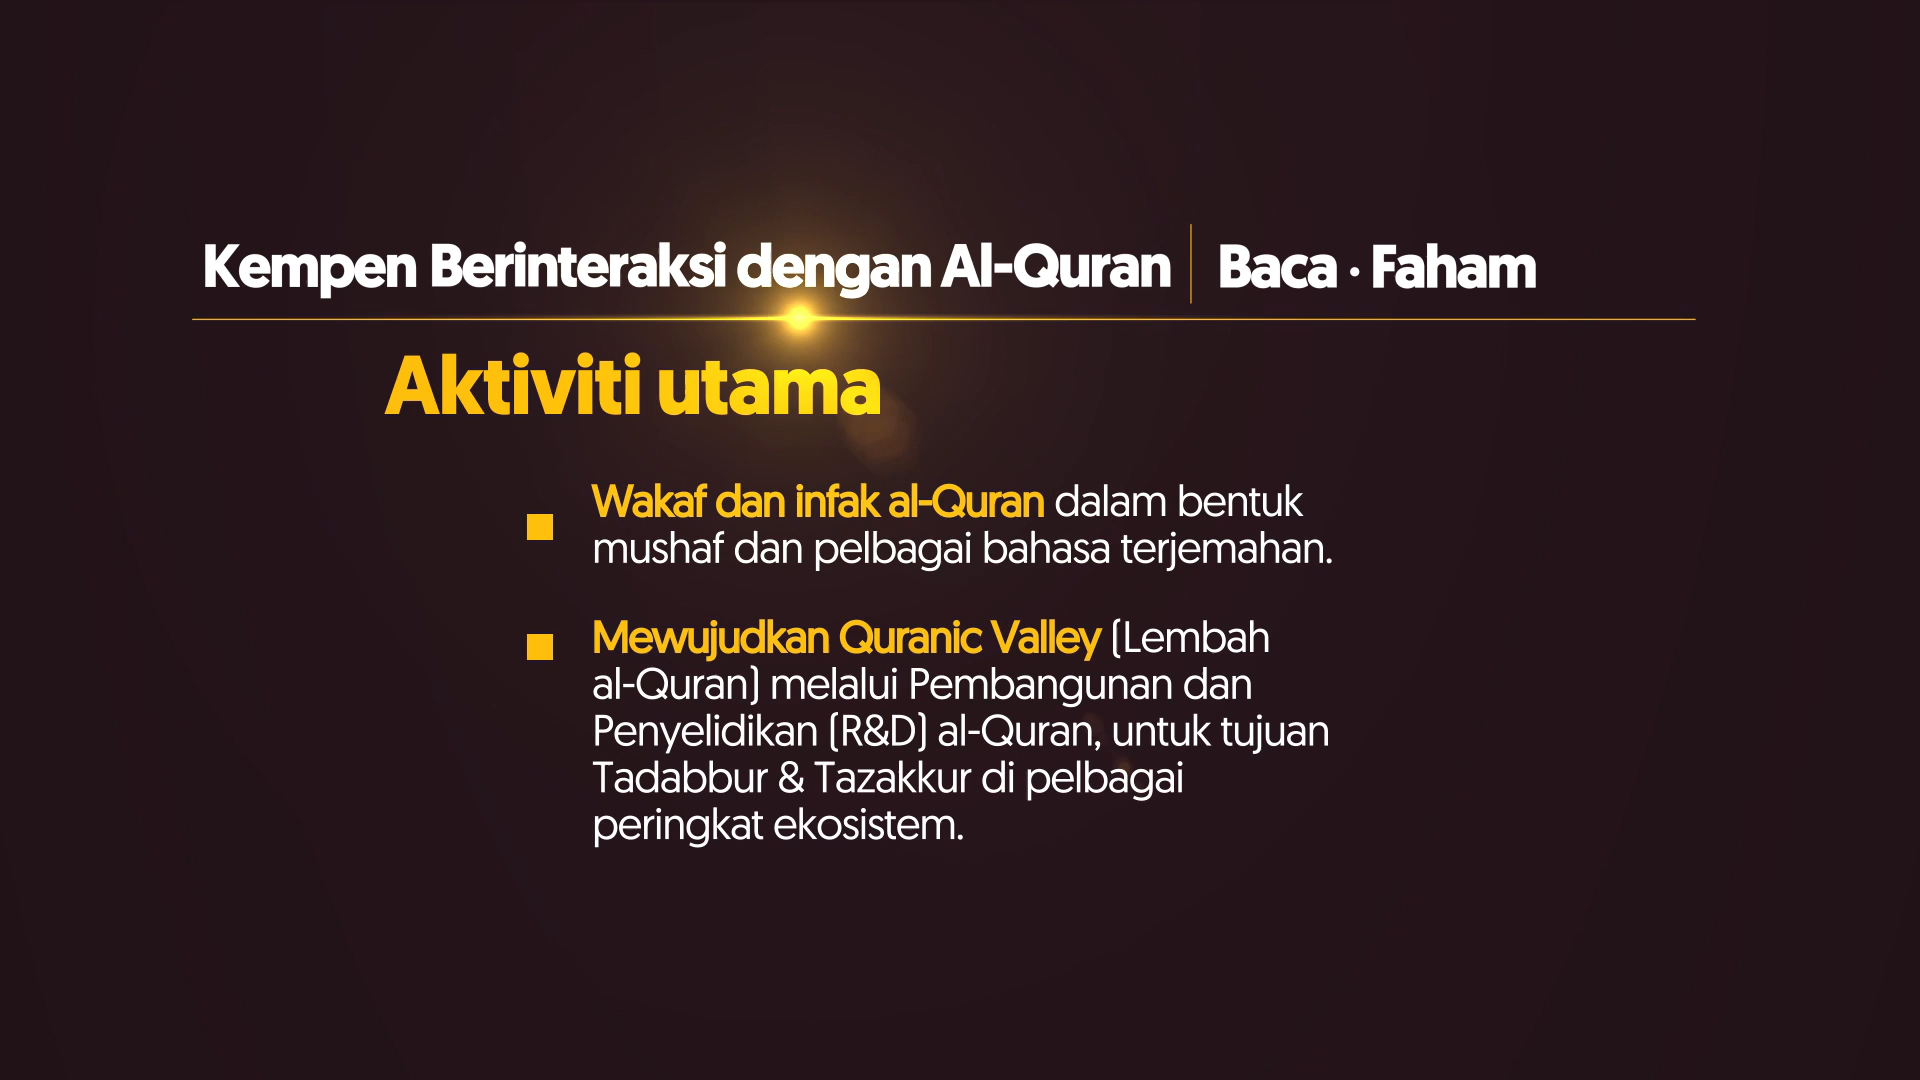 Kempen Berinteraksi dengan Al-Quran | Baca · Faham
Aktiviti utama
Wakaf dan infak al-Quran dalam bentuk
mushaf dan pelbagai bahasa terjemahan.
Mewujudkan Quranic Valley (Lembah
al-Quran) melalui Pembangunan dan
Penyelidikan (R&D) al-Quran, untuk tujuan
Tadabbur & Tazakkur di pelbagai
peringkat ekosistem.